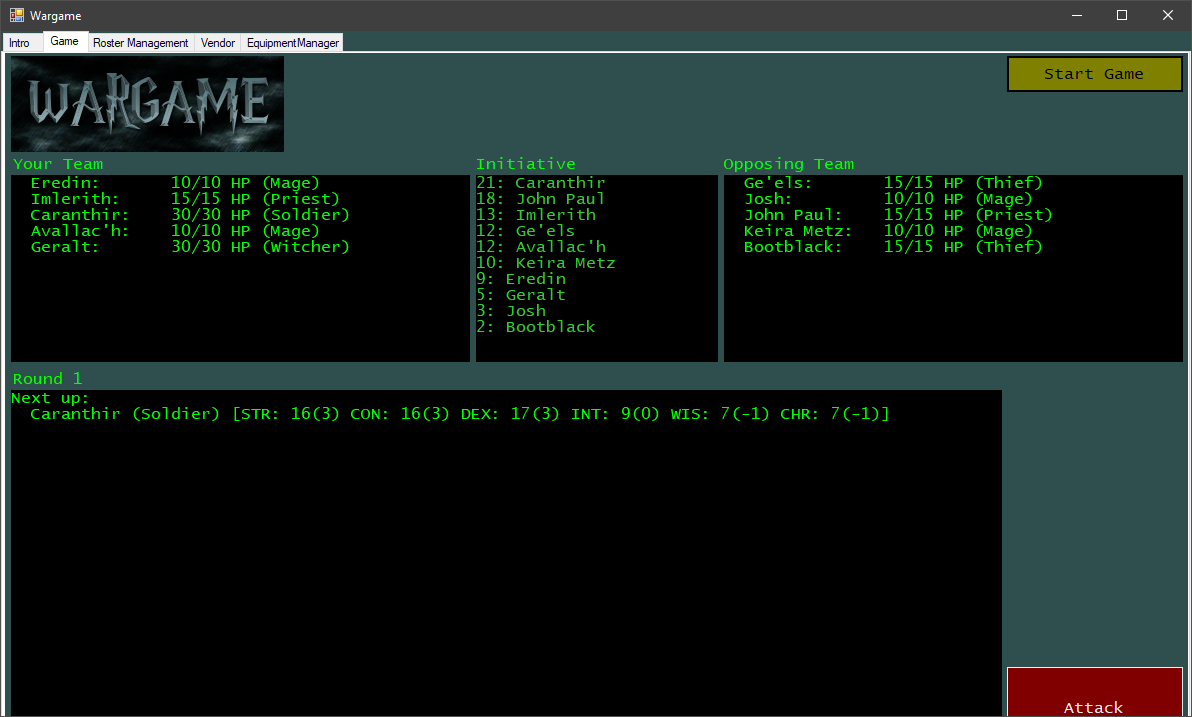 Wargame
Intro Game Roster Management Vendor EquipmentManager
WARGAME
Start Game
Your Team
Eredin: 10/10 HP (Mage)
Imlerith: 15/15 HP (Priest)
Caranthir: 30/30 HP (Soldier)
Avallac'h: 10/10 HP (Mage)
Geralt: 30/30 HP (Witcher)
Initiative
21: Caranthir
18: John Paul
13: Imlerith
12: Ge'els
12: Avallac'h
10: Keira Metz
9: Eredin
5: Geralt
3: Josh
2: Bootblack
Opposing Team
Ge'els: 15/15 HP (Thief)
Josh: 10/10 HP (Mage)
John Paul: 15/15 HP (Priest)
Keira Metz: 10/10 HP (Mage)
Bootblack: 15/15 HP (Thief)
Round 1
Next up:
Caranthir (Soldier) [STR: 16(3) CON: 16(3) DEX: 17(3) INT: 9(0) WIS: 7(-1) CHR: 7(-1)]
Attack